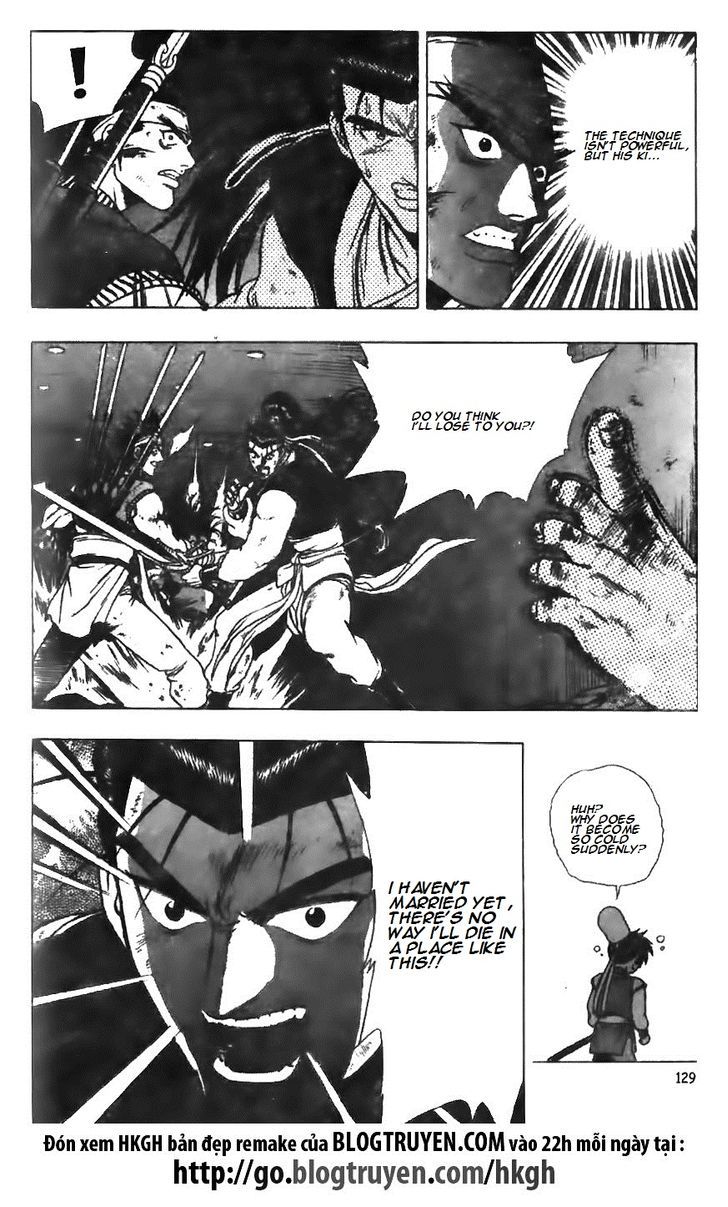 !
THE TECHNIQUE
ISN'T POWERFUL,
BUT HIS KI...
DO YOU THINK
I'LL LOSE TO YOU?!
I HAVEN'T
MARRIED YET,
THERE'S NO
WAY I'LL DIE IN
A PLACE LIKE
THIS!!
HUH?
WHY DOES
IT BECOME
SO COLD
SUDDENLY?
129
Đón xem HKGH bản đẹp remake của BLOGTRUYEN.COM vào 22h mỗi ngày tại :
http://go.blogtruyen.com/hkgh